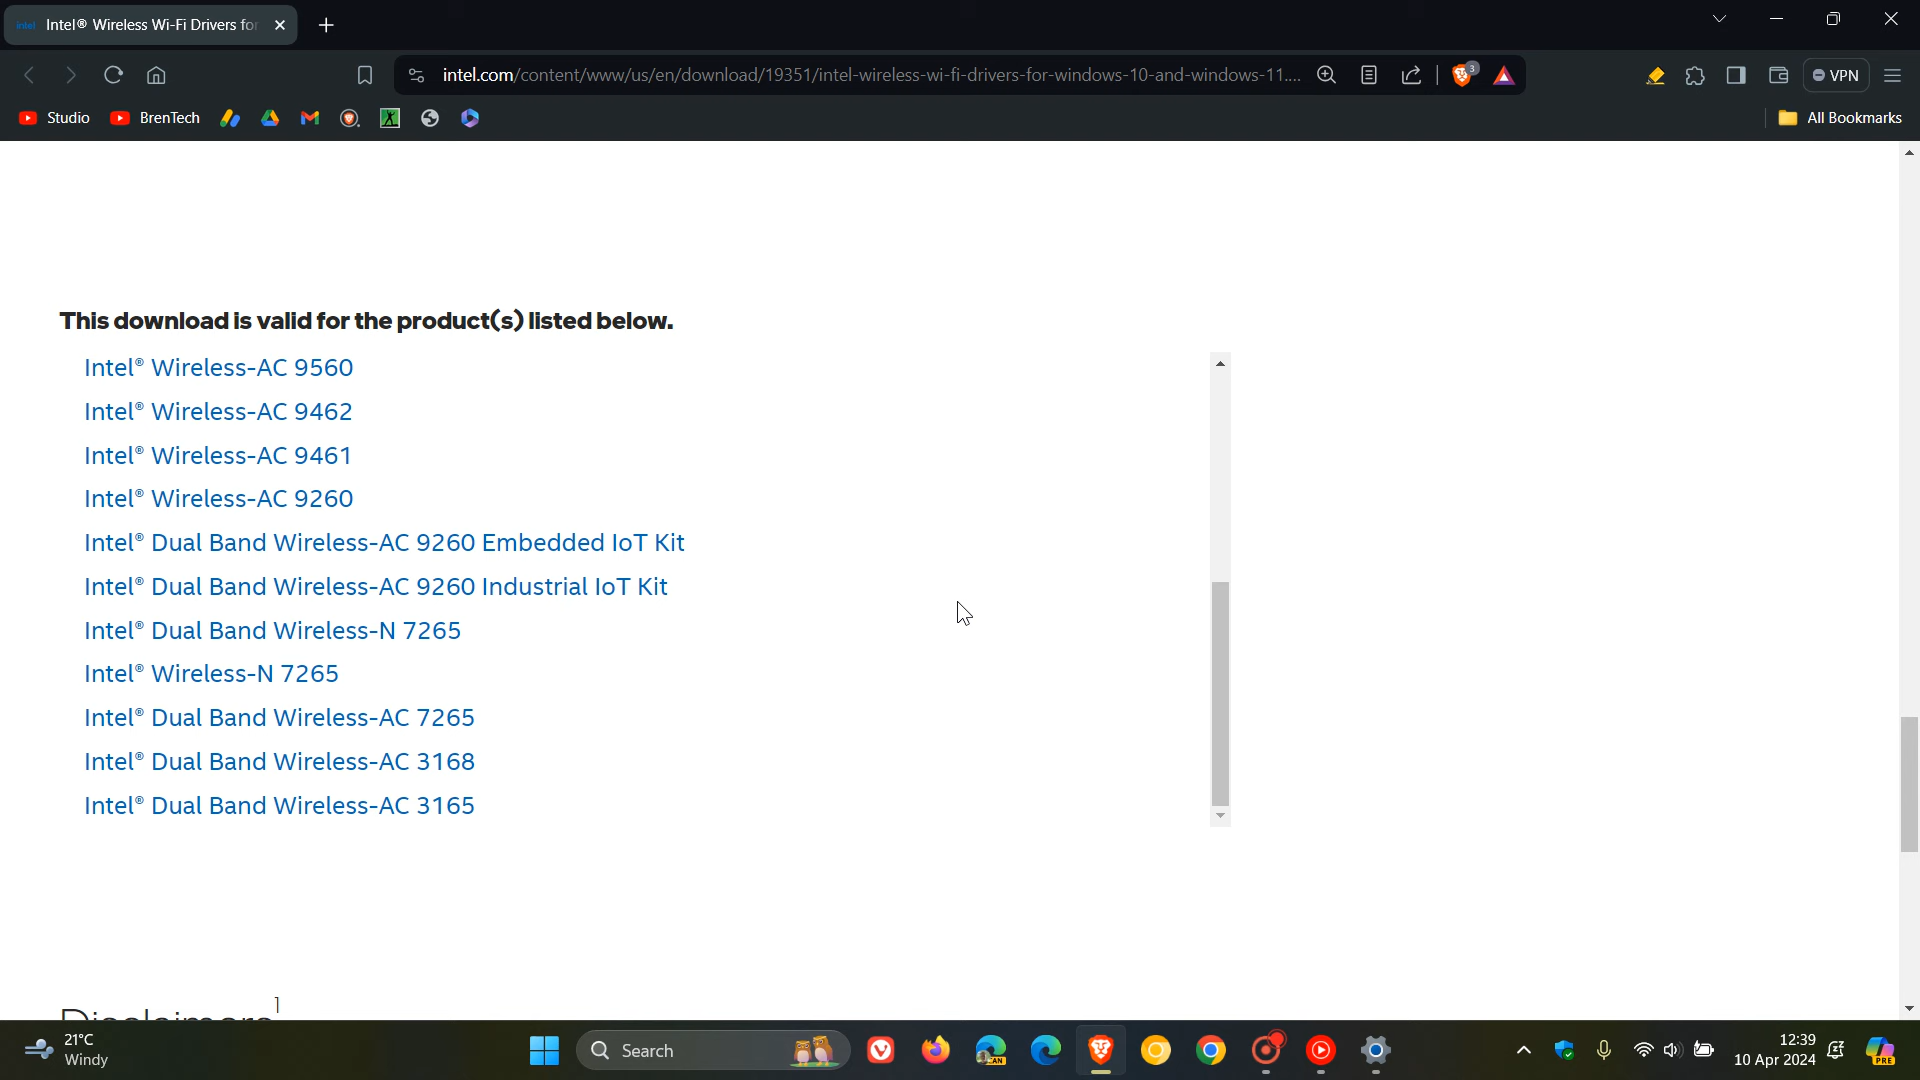 intel Intel® Wireless Wi-Fi Drivers for
intel.com/content/www/us/en/download/19351/intel-wireless-wi-fi-drivers-for-windows-10-and-windows-11....
3
VPN
Studio
BrenTech
All Bookmarks
This download is valid for the product(s) listed below.
Intel® Wireless-AC 9560
Intel® Wireless-AC 9462
Intel® Wireless-AC 9461
Intel® Wireless-AC 9260
Intel® Dual Band Wireless-AC 9260 Embedded IoT Kit
Intel® Dual Band Wireless-AC 9260 Industrial IoT Kit
Intel® Dual Band Wireless-N 7265
Intel® Wireless-N 7265
Intel® Dual Band Wireless-AC 7265
Intel® Dual Band Wireless-AC 3168
Intel® Dual Band Wireless-AC 3165
Disclaimers1
21°C
Windy
Search
CAN
12:39
10 Apr 2024
PRE